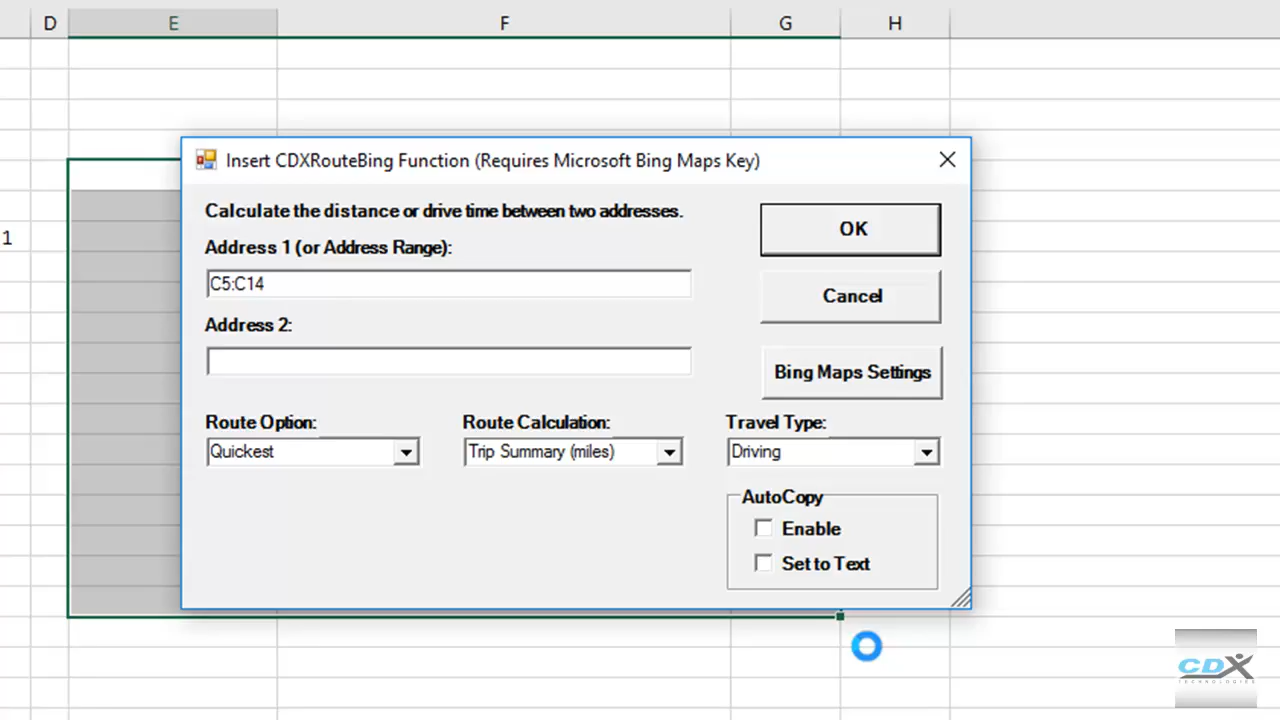 D E F G H
1
Insert CDXRouteBing Function (Requires Microsoft Bing Maps Key)
Calculate the distance or drive time between two addresses.
OK
Address 1 (or Address Range):
C5:C14
Cancel
Address 2:
Bing Maps Settings
Route Option: Route Calculation: Travel Type:
Quickest Trip Summary (miles) Driving
AutoCopy
Enable
Set to Text
CDX
TECHNOLOGIES